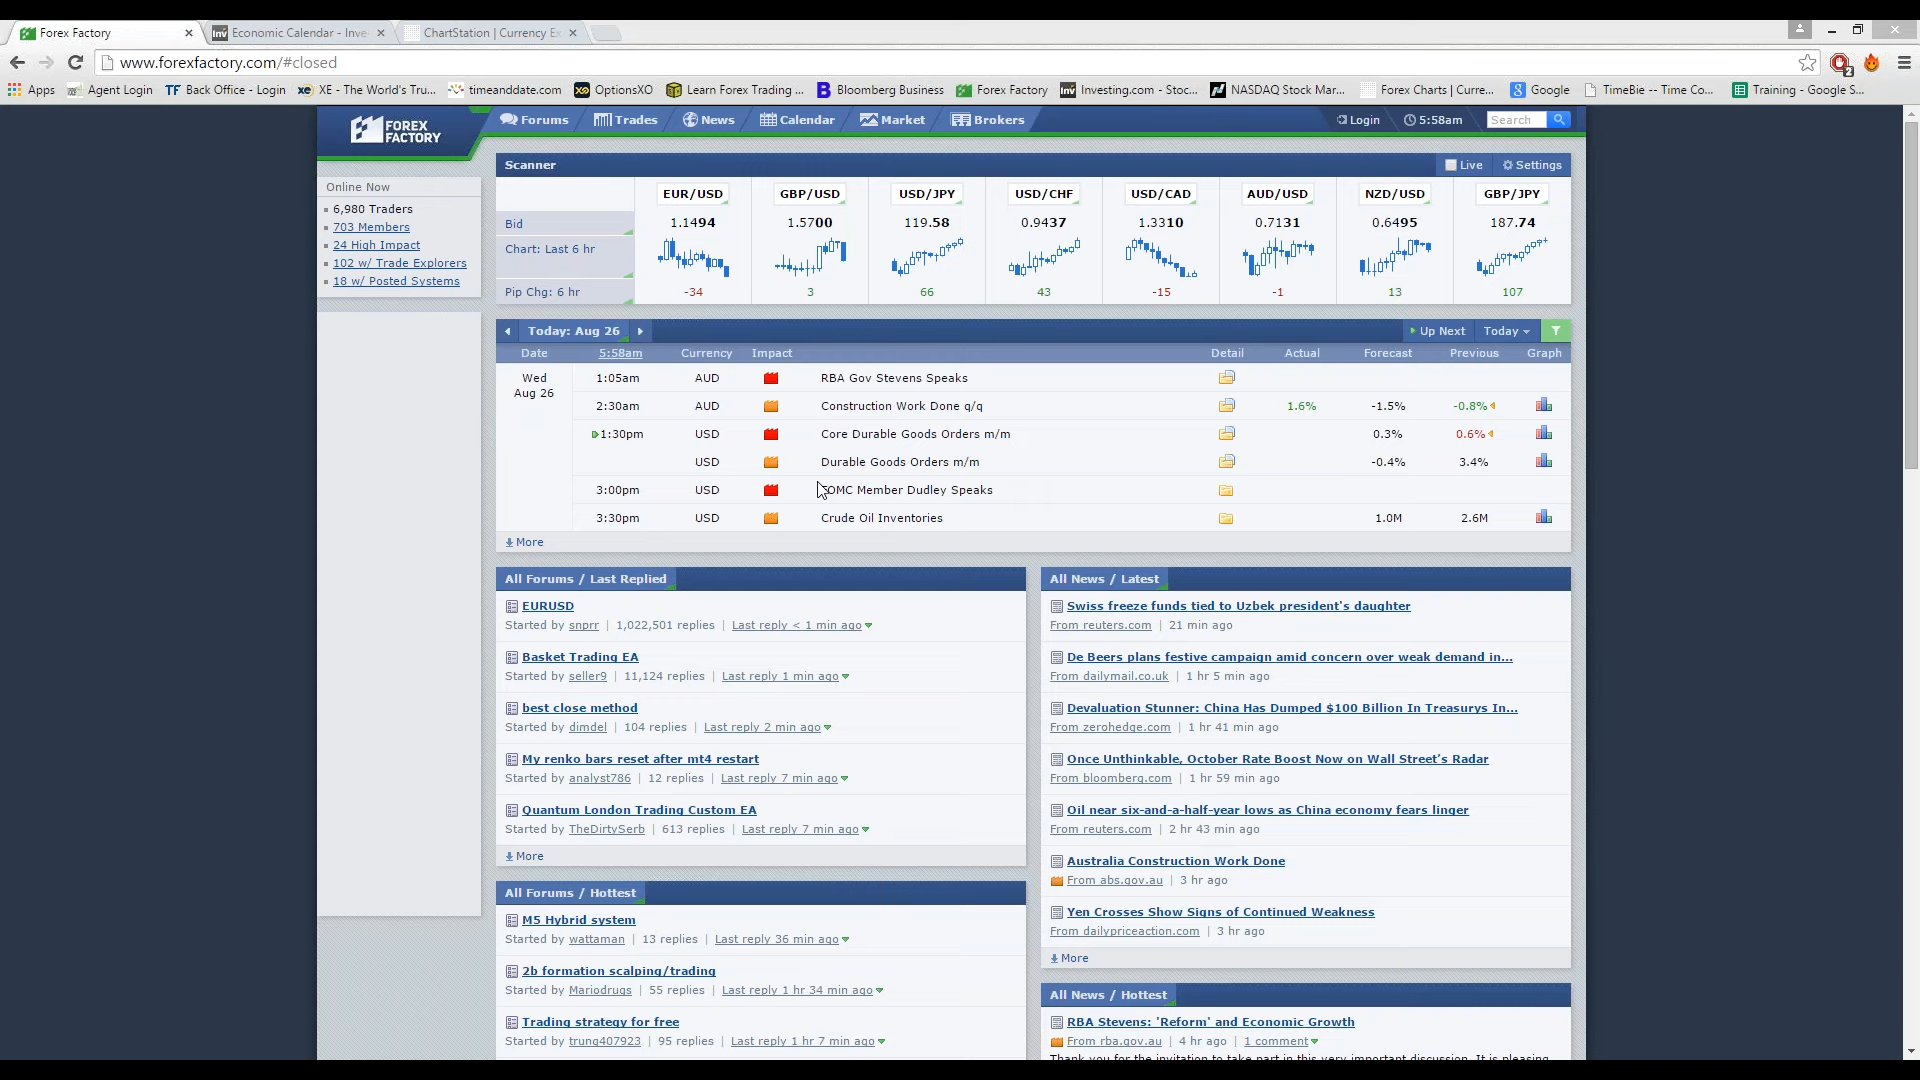 Forex Factory
Economic Calendar - Inve
ChartStation | Currency Ex
www.forexfactory.com/#closed
2
Apps
Agent Login
TF Back Office - Login
XE - The World's Tru...
timeanddate.com
OptionsXO
Learn Forex Trading ...
Bloomberg Business
Forex Factory
Investing.com - Stoc...
NASDAQ Stock Mar...
Forex Charts | Curre...
Google
TimeBie -- Time Co...
Training - Google S...
FOREX
FACTORY
Forums
Trades
News
Calendar
Market
Brokers
Login
5:58am
Search
Online Now
6,980 Traders
703 Members
24 High Impact
102 w/ Trade Explorers
18 w/ Posted Systems
Scanner
Live
Settings
EUR/USD GBP/USD USD/JPY USD/CHF USD/CAD AUD/USD NZD/USD GBP/JPY
Bid 1.1494 1.5700 119.58 0.9437 1.3310 0.7131 0.6495 187.74
Chart: Last 6 hr
Pip Chg: 6 hr -34 3 66 43 -15 -1 13 107
Today: Aug 26
Up Next
Today
Date 5:58am Currency Impact Detail Actual Forecast Previous Graph
Wed
Aug 26
1:05am AUD RBA Gov Stevens Speaks
2:30am AUD Construction Work Done q/q 1.6% -1.5% -0.8%
1:30pm USD Core Durable Goods Orders m/m 0.3% 0.6%
USD Durable Goods Orders m/m -0.4% 3.4%
3:00pm USD FOMC Member Dudley Speaks
3:30pm USD Crude Oil Inventories 1.0M 2.6M
More
All Forums / Last Replied
EURUSD
Started by snprr | 1,022,501 replies | Last reply < 1 min ago
Basket Trading EA
Started by seller9 | 11,124 replies | Last reply 1 min ago
best close method
Started by dimdel | 104 replies | Last reply 2 min ago
My renko bars reset after mt4 restart
Started by analyst786 | 12 replies | Last reply 7 min ago
Quantum London Trading Custom EA
Started by TheDirtySerb | 613 replies | Last reply 7 min ago
More
All Forums / Hottest
M5 Hybrid system
Started by wattaman | 13 replies | Last reply 36 min ago
2b formation scalping/trading
Started by Mariodrugs | 55 replies | Last reply 1 hr 34 min ago
Trading strategy for free
Started by trung407923 | 95 replies | Last reply 1 hr 7 min ago
All News / Latest
Swiss freeze funds tied to Uzbek president's daughter
From reuters.com | 21 min ago
De Beers plans festive campaign amid concern over weak demand in...
From dailymail.co.uk | 1 hr 5 min ago
Devaluation Stunner: China Has Dumped $100 Billion In Treasurys In...
From zerohedge.com | 1 hr 41 min ago
Once Unthinkable, October Rate Boost Now on Wall Street's Radar
From bloomberg.com | 1 hr 59 min ago
Oil near six-and-a-half-year lows as China economy fears linger
From reuters.com | 2 hr 43 min ago
Australia Construction Work Done
From abs.gov.au | 3 hr ago
Yen Crosses Show Signs of Continued Weakness
From dailypriceaction.com | 3 hr ago
More
All News / Hottest
RBA Stevens: 'Reform' and Economic Growth
From rba.gov.au | 4 hr ago | 1 comment
Thank you for the invitation to take part in this very important discussion. It is pleasing